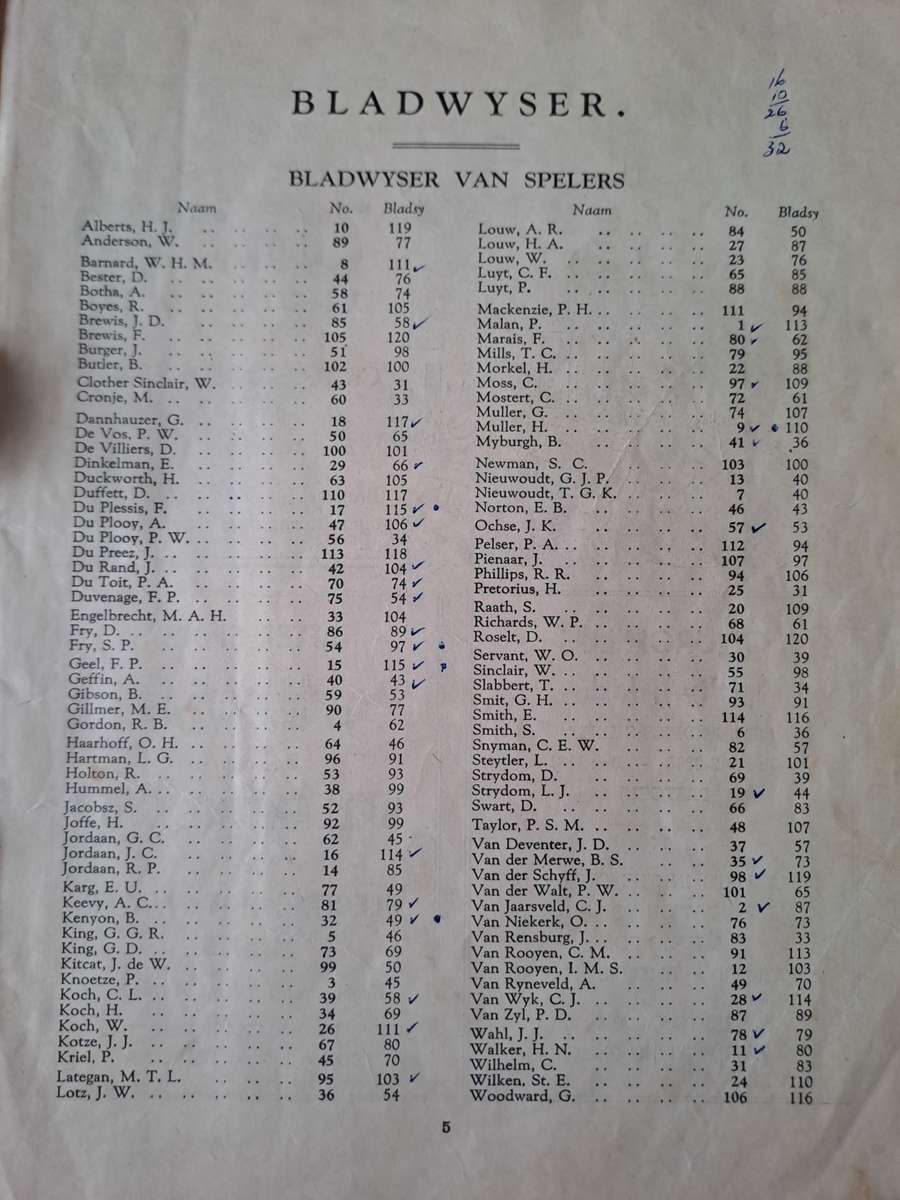 BLADWYSER.
16
10
26
6
32
BLADWYSER VAN SPELERS
Naam No. Bladsy
Alberts, H. J. .. .. .. .. 10 119
Anderson, W. .. .. .. .. 89 77
Barnard, W. H. M. .. .. .. 8 111 ✓
Bester, D. .. .. .. .. .. 44 76
Botha, A. .. .. .. .. .. 58 74
Boyes, R. .. .. .. .. .. 61 105
Brewis, J. D. .. .. .. .. 85 58 ✓
Brewis, F. .. .. .. .. .. 105 120
Burger, J. .. .. .. .. .. 51 98
Butler, B. .. .. .. .. .. 102 100
Clother Sinclair, W. .. .. .. 43 31
Cronje, M. .. .. .. .. .. 60 33
Dannhauzer, G. .. .. .. .. 18 117 ✓
De Vos, P. W. .. .. .. .. 50 65
De Villiers, D. .. .. .. .. 100 101
Dinkelman, E. .. .. .. .. 29 66 ✓
Duckworth, H. .. .. .. .. 63 105
Duffett, D. .. .. .. .. .. 110 117
Du Plessis, F. .. .. .. .. 17 115 ✓ •
Du Plooy, A. .. .. .. .. 47 106 ✓
Du Plooy, P. W. .. .. .. .. 56 34
Du Preez, J. .. .. .. .. .. 113 118
Du Rand, J. .. .. .. .. .. 42 104 ✓
Du Toit, P. A. .. .. .. .. 70 74 ✓
Duvenage, F. P. .. .. .. .. 75 54 ✓
Engelbrecht, M. A. H. .. .. .. 33 104
Fry, D. .. .. .. .. .. .. 86 89 ✓
Fry, S. P. .. .. .. .. .. 54 97 ✓ •
Geel, F. P. .. .. .. .. .. 15 115 ✓ •
Geffin, A. .. .. .. .. .. 40 43 ✓
Gibson, B. .. .. .. .. .. 59 53
Gillmer, M. E. .. .. .. .. 90 77
Gordon, R. B. .. .. .. .. 4 62
Haarhoff, O. H. .. .. .. .. 64 46
Hartman, L. G. .. .. .. .. 96 91
Holton, R. .. .. .. .. .. 53 93
Hummel, A. .. .. .. .. .. 38 99
Jacobsz, S. .. .. .. .. .. 52 93
Joffe, H. .. .. .. .. .. 92 99
Jordaan, G. C. .. .. .. .. 62 45
Jordaan, J. C. .. .. .. .. 16 114 ✓
Jordaan, R. P. .. .. .. .. 14 85
Karg, E. U. .. .. .. .. .. 77 49
Keevy, A. C. .. .. .. .. .. 81 79 ✓
Kenyon, B. .. .. .. .. .. 32 49 ✓ •
King, G. G. R. .. .. .. .. 5 46
King, G. D. .. .. .. .. .. 73 69
Kitcat, J. de W. .. .. .. .. 99 50
Knoetze, P. .. .. .. .. .. 3 45
Koch, C. L. .. .. .. .. .. 39 58 ✓
Koch, H. .. .. .. .. .. 34 69
Koch, W. .. .. .. .. .. 26 111 ✓
Kotze, J. J. .. .. .. .. .. 67 80
Kriel, P. .. .. .. .. .. 45 70
Lategan, M. T. L. .. .. .. 95 103 ✓
Lotz, J. W. .. .. .. .. .. 36 54
Naam No. Bladsy
Louw, A. R. .. .. .. .. 84 50
Louw, H. A. .. .. .. .. 27 87
Louw, W. .. .. .. .. .. 23 76
Luyt, C. F. .. .. .. .. .. 65 85
Luyt, P. .. .. .. .. .. 88 88
Mackenzie, P. H. .. .. .. .. 111 94
Malan, P. .. .. .. .. .. 1 ✓ 113
Marais, F. .. .. .. .. .. 80 ✓ 62
Mills, T. C. .. .. .. .. .. 79 95
Morkel, H. .. .. .. .. .. 22 88
Moss, C. .. .. .. .. .. 97 ✓ 109
Mostert, C. .. .. .. .. .. 72 61
Muller, G. .. .. .. .. .. 74 107
Muller, H. .. .. .. .. .. 9 ✓ • 110
Myburgh, B. .. .. .. .. .. 41 ✓ 36
Newman, S. C. .. .. .. .. 103 100
Nieuwoudt, G. J. P. .. .. .. 13 40
Nieuwoudt, T. G. K. .. .. .. 7 40
Norton, E. B. .. .. .. .. 46 43
Ochse, J. K. .. .. .. .. 57 ✓ 53
Pelser, P. A. .. .. .. .. .. 112 94
Pienaar, J. .. .. .. .. .. 107 97
Phillips, R. R. .. .. .. .. 94 106
Pretorius, H. .. .. .. .. 25 31
Raath, S. .. .. .. .. .. 20 109
Richards, W. P. .. .. .. .. 68 61
Roselt, D. .. .. .. .. .. 104 120
Servant, W. O. .. .. .. .. 30 39
Sinclair, W. .. .. .. .. .. 55 98
Slabbert, T. .. .. .. .. .. 71 34
Smit, G. H. .. .. .. .. .. 93 91
Smith, E. .. .. .. .. .. 114 116
Smith, S. .. .. .. .. .. 6 36
Snyman, C. E. W. .. .. .. .. 82 57
Steytler, L. .. .. .. .. .. 21 101
Strydom, D. .. .. .. .. .. 69 39
Strydom, L. J. .. .. .. .. 19 ✓ 44
Swart, D. .. .. .. .. .. 66 83
Taylor, P. S. M. .. .. .. .. 48 107
Van Deventer, J. D. .. .. .. 37 57
Van der Merwe, B. S. .. .. .. 35 ✓ 73
Van der Schyff, J. .. .. .. .. 98 ✓ 119
Van der Walt, P. W. .. .. .. 101 65
Van Jaarsveld, C. J. .. .. .. 2 ✓ 87
Van Niekerk, O. .. .. .. .. 76 73
Van Rensburg, J. .. .. .. .. 83 33
Van Rooyen, C. M. .. .. .. 91 113
Van Rooyen, I. M. S. .. .. .. 12 103
Van Ryneveld, A. .. .. .. .. 49 70
Van Wyk, C. J. .. .. .. .. 28 ✓ 114
Van Zyl, P. D. .. .. .. .. 87 89
Wahl, J. J. .. .. .. .. .. 78 ✓ 79
Walker, H. N. .. .. .. .. 11 ✓ 80
Wilhelm, C. .. .. .. .. .. 31 83
Wilken, St. E. .. .. .. .. 24 110
Woodward, G. .. .. .. .. 106 116
5